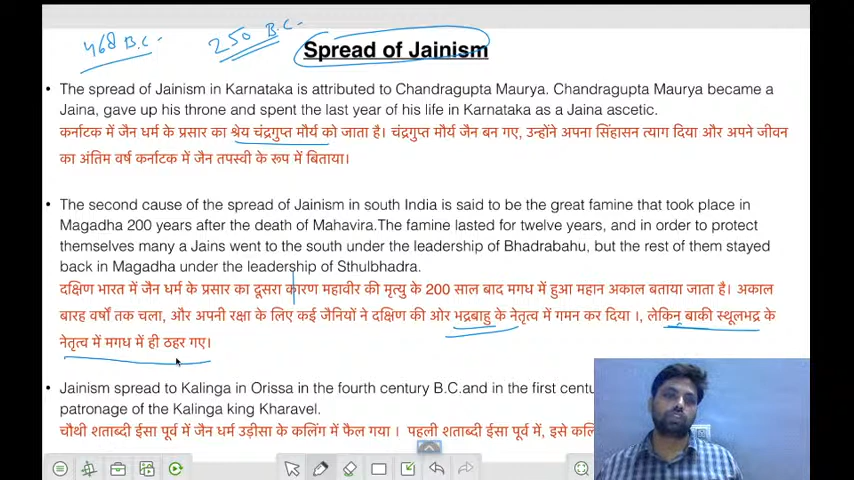 468 B.C.
250 B.C.
Spread of Jainism
• The spread of Jainism in Karnataka is attributed to Chandragupta Maurya. Chandragupta Maurya became a
Jaina, gave up his throne and spent the last year of his life in Karnataka as a Jaina ascetic.
कर्नाटक में जैन धर्म के प्रसार का श्रेय चंद्रगुप्त मौर्य को जाता है। चंद्रगुप्त मौर्य जैन बन गए, उन्होंने अपना सिंहासन त्याग दिया और अपने जीवन
का अंतिम वर्ष कर्नाटक में जैन तपस्वी के रूप में बिताया।
• The second cause of the spread of Jainism in south India is said to be the great famine that took place in
Magadha 200 years after the death of Mahavira.The famine lasted for twelve years, and in order to protect
themselves many a Jains went to the south under the leadership of Bhadrabahu, but the rest of them stayed
back in Magadha under the leadership of Sthulbhadra.
दक्षिण भारत में जैन धर्म के प्रसार का दूसरा कारण महावीर की मृत्यु के 200 साल बाद मगध में हुआ महान अकाल बताया जाता है। अकाल
बारह वर्षों तक चला, और अपनी रक्षा के लिए कई जैनियों ने दक्षिण की ओर भद्रबाहु के नेतृत्व में गमन कर दिया ।, लेकिन बाकी स्थूलभद्र के
नेतृत्व में मगध में ही ठहर गए।
• Jainism spread to Kalinga in Orissa in the fourth century B.C.and in the first centu
patronage of the Kalinga king Kharavel.
चौथी शताब्दी ईसा पूर्व में जैन धर्म उड़ीसा के कलिंग में फैल गया । पहली शताब्दी ईसा पूर्व में, इसे कलि